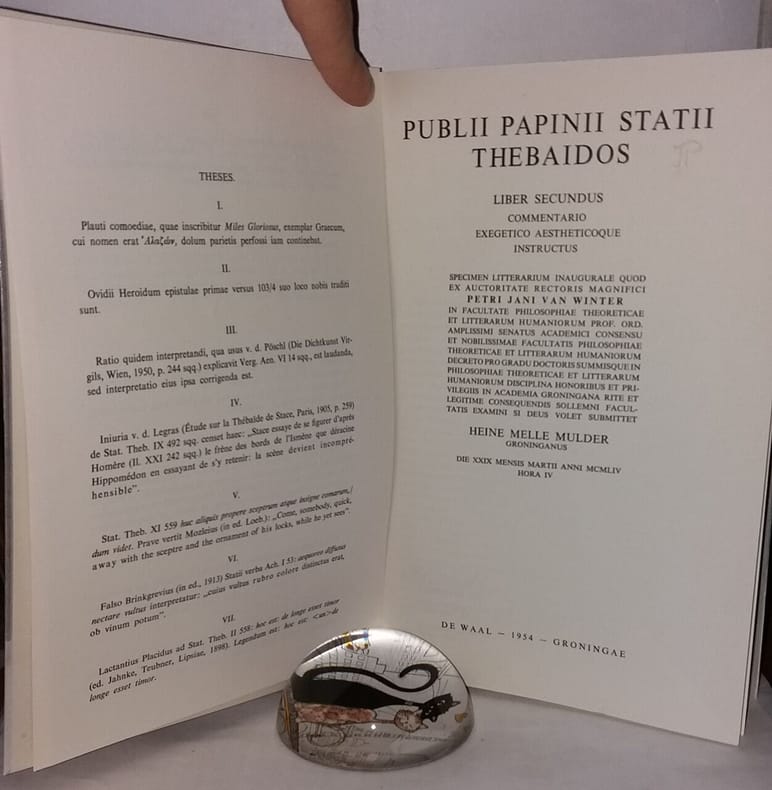 THESES.
I.
Plauti comoediae, quae inscribitur Miles Gloriosus, exemplar Graecum,
cui nomen erat Ἀλαζών, dolum parietis perfossi iam continebat.
II.
Ovidii Heroidum epistulae primae versus 103/4 suo loco nobis traditi
sunt.
III.
Ratio quidem interpretandi, qua usus v. d. Pöschl (Die Dichtkunst Vir-
gils, Wien, 1950, p. 244 sqq.) explicavit Verg. Aen. VI 14 sqq., est laudanda,
sed interpretatio eius ipsa corrigenda est.
IV.
Iniuria v. d. Legras (Étude sur la Thébaïde de Stace, Paris, 1905, p. 259)
de Stat. Theb. IX 492 sqq. censet haec: „Stace essaye de se figurer d'après
Homère (Il. XXI 242 sqq.) le frêne des bords de l'Ismène que déracine
Hippomédon en essayant de s'y retenir: la scène devient incompré-
hensible”.
V.
Stat. Theb. XI 559 huc aliquis propere sceptrum atque insigne comarum,/
dum videt. Prave vertit Mozleius (in ed. Loeb.): „Come, somebody, quick,
away with the sceptre and the ornament of his locks, while he yet sees”.
VI.
Falso Brinkgrevius (in ed., 1913) Statii verba Ach. I 53: aequoreo diffusus
nectare vultus interpretatur: „cuius vultus rubro colore distinctus erat,
ob vinum potum”.
VII.
Lactantius Placidus ad Stat. Theb. II 558: hoc est: de longe esset timor
(ed. Jahnke, Teubner, Lipsiae, 1898). Legendum est: hoc est: <un>de
longe esset timor.
PUBLII PAPINII STATII
THEBAIDOS
LIBER SECUNDUS
COMMENTARIO
EXEGETICO AESTHETICOQUE
INSTRUCTUS
SPECIMEN LITTERARIUM INAUGURALE QUOD
EX AUCTORITATE RECTORIS MAGNIFICI
PETRI JANI VAN WINTER
IN FACULTATE PHILOSOPHIAE THEORETICAE
ET LITTERARUM HUMANIORUM PROF. ORD.
AMPLISSIMI SENATUS ACADEMICI CONSENSU
ET NOBILISSIMAE FACULTATIS PHILOSOPHIAE
THEORETICAE ET LITTERARUM HUMANIORUM
DECRETO PRO GRADU DOCTORIS SUMMISQUE IN
PHILOSOPHIAE THEORETICAE ET LITTERARUM
HUMANIORUM DISCIPLINA HONORIBUS ET PRI-
VILEGIIS IN ACADEMIA GRONINGANA RITE ET
LEGITIME CONSEQUENDIS SOLLEMNI FACUL-
TATIS EXAMINI SI DEUS VOLET SUBMITTET
HEINE MELLE MULDER
GRONINGANUS
DIE XXIX MENSIS MARTII ANNI MCMLIV
HORA IV
DE WAAL — 1954 — GRONINGAE